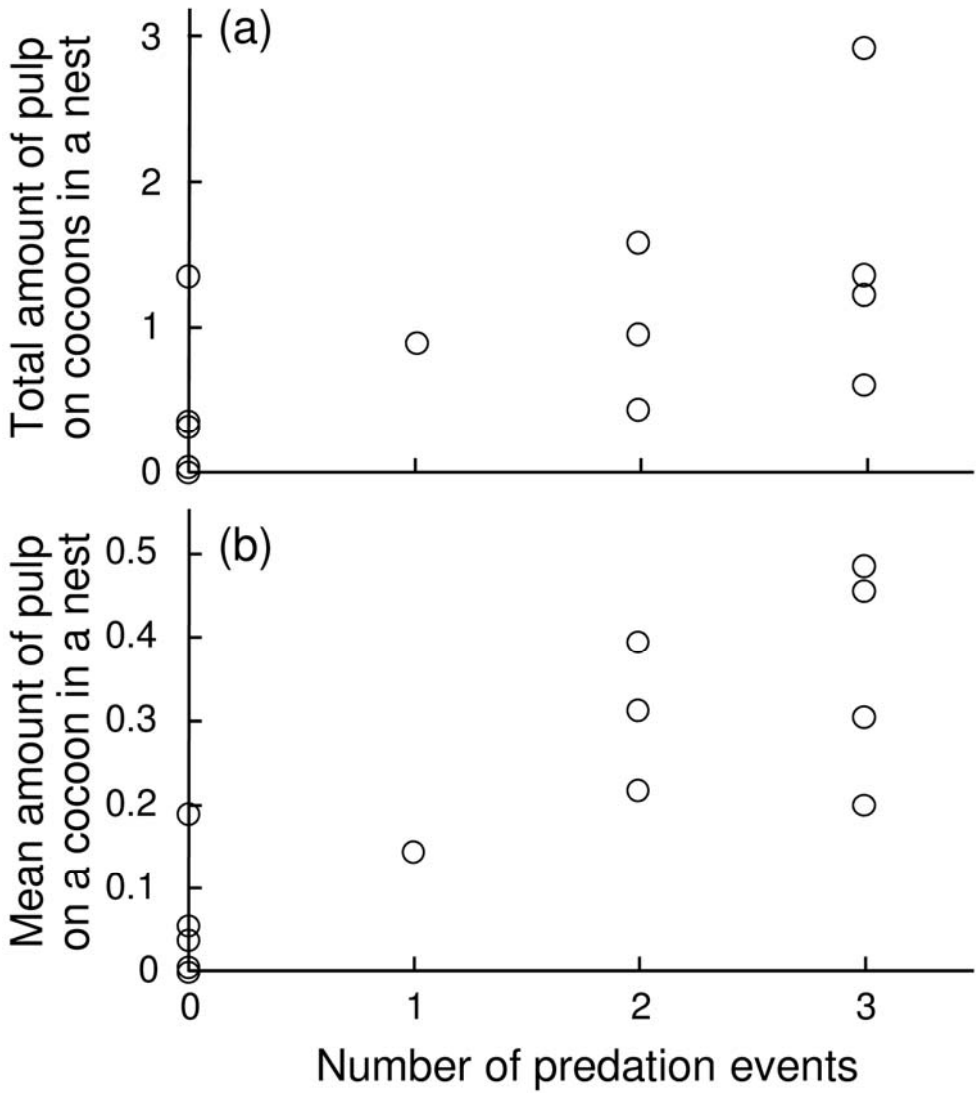 (a)
Total amount of pulp
on cocoons in a nest
3
2
1
0
(b)
Mean amount of pulp
on a cocoon in a nest
0.5
0.4
0.3
0.2
0.1
0
0 1 2 3
Number of predation events